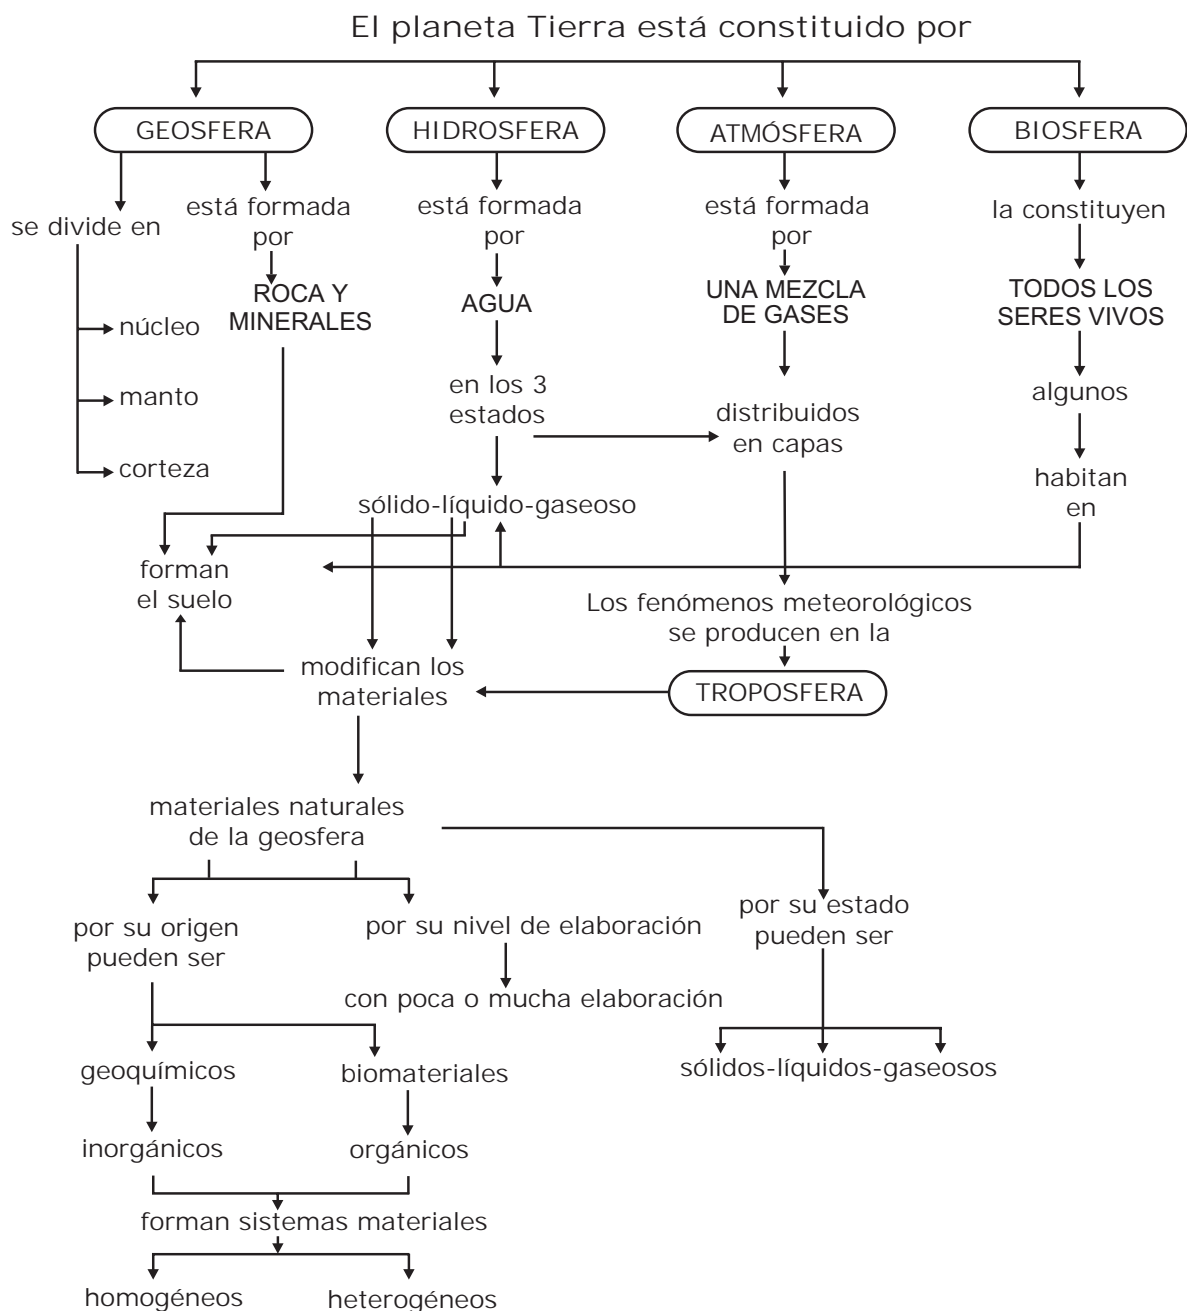 El planeta Tierra está constituido por
GEOSFERA
HIDROSFERA
ATMÓSFERA
BIOSFERA
se divide en
está formada
por
está formada
por
está formada
por
la constituyen
ROCA Y
MINERALES
AGUA
UNA MEZCLA
DE GASES
TODOS LOS
SERES VIVOS
núcleo
manto
corteza
en los 3
estados
distribuidos
en capas
algunos
habitan
en
sólido-líquido-gaseoso
forman
el suelo
Los fenómenos meteorológicos
se producen en la
modifican los
materiales
TROPOSFERA
materiales naturales
de la geosfera
por su origen
pueden ser
por su nivel de elaboración
por su estado
pueden ser
con poca o mucha elaboración
geoquímicos
biomateriales
sólidos-líquidos-gaseosos
inorgánicos
orgánicos
forman sistemas materiales
homogéneos
heterogéneos